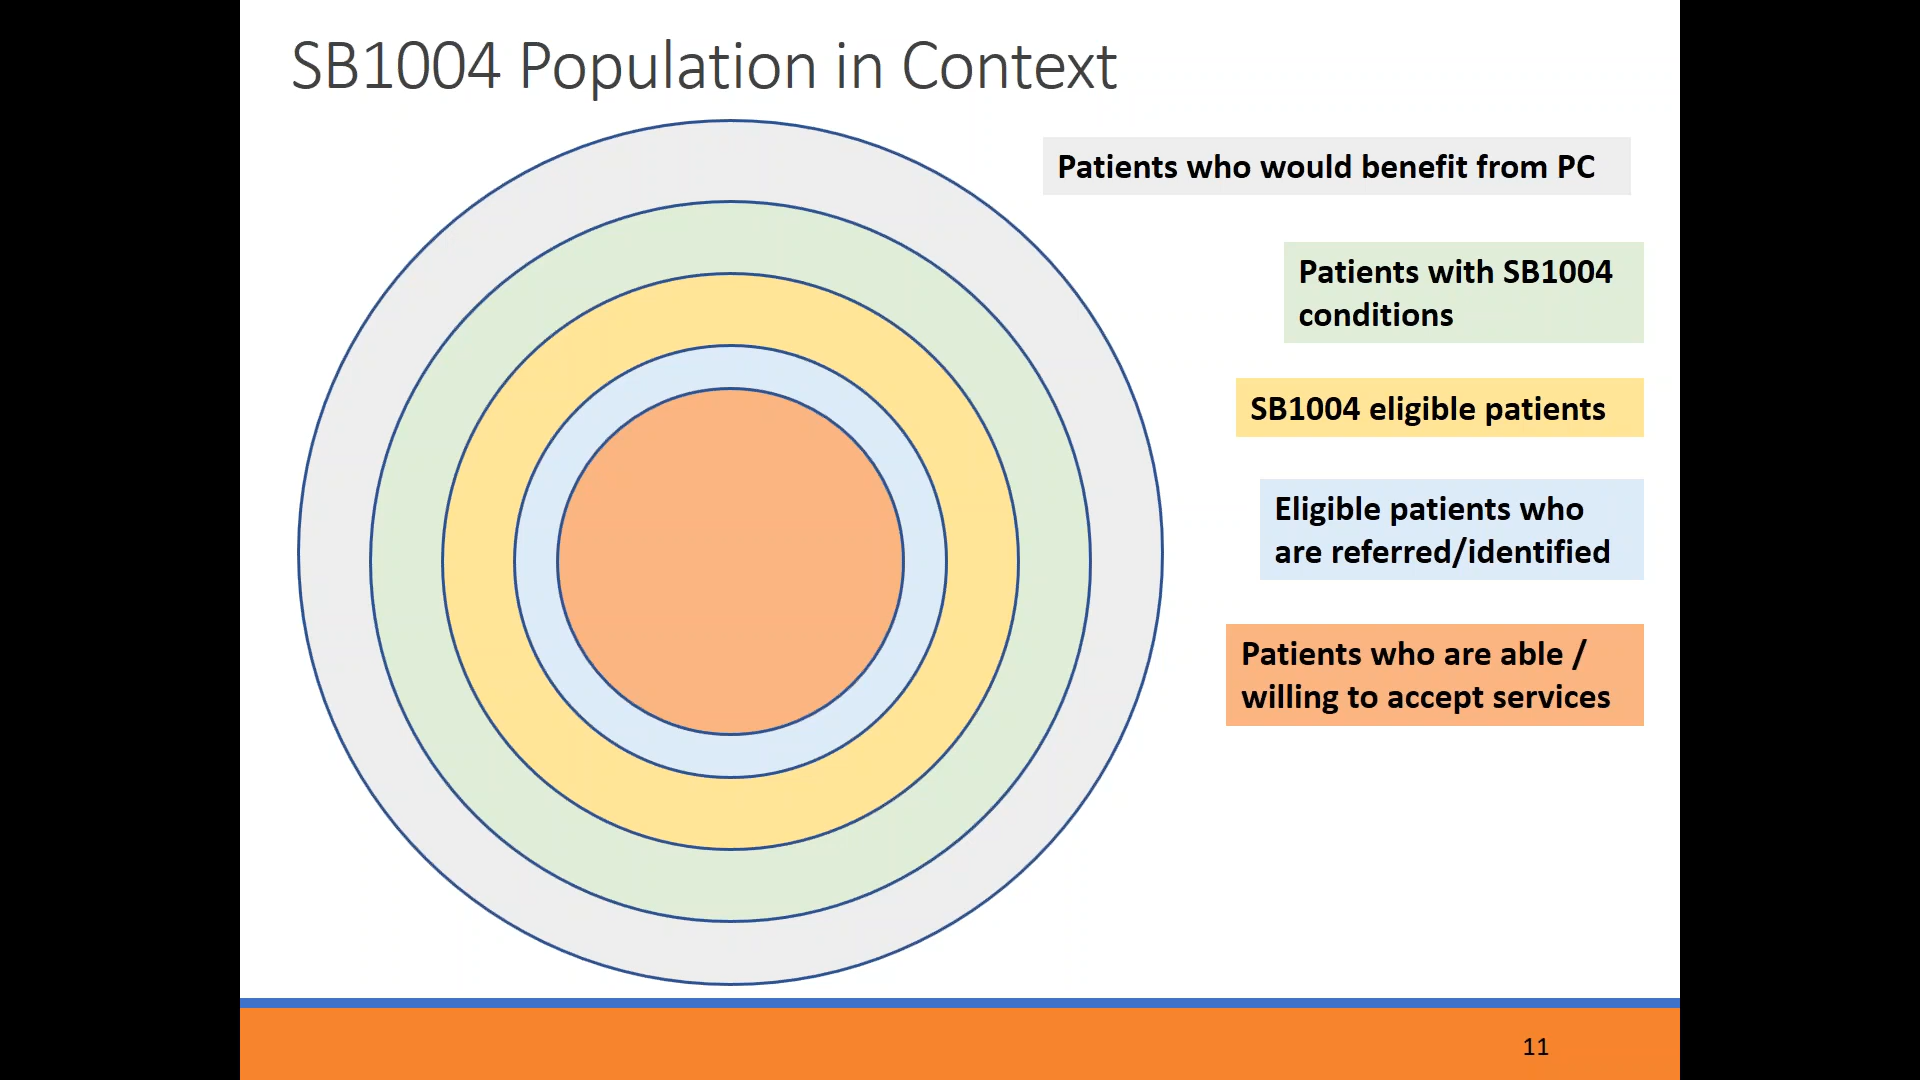 SB1004 Population in Context
Patients who would benefit from PC
Patients with SB1004
conditions
SB1004 eligible patients
Eligible patients who
are referred/identified
Patients who are able /
willing to accept services
11